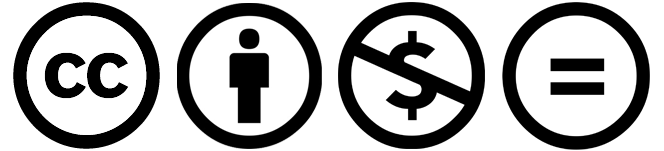 cc $ =